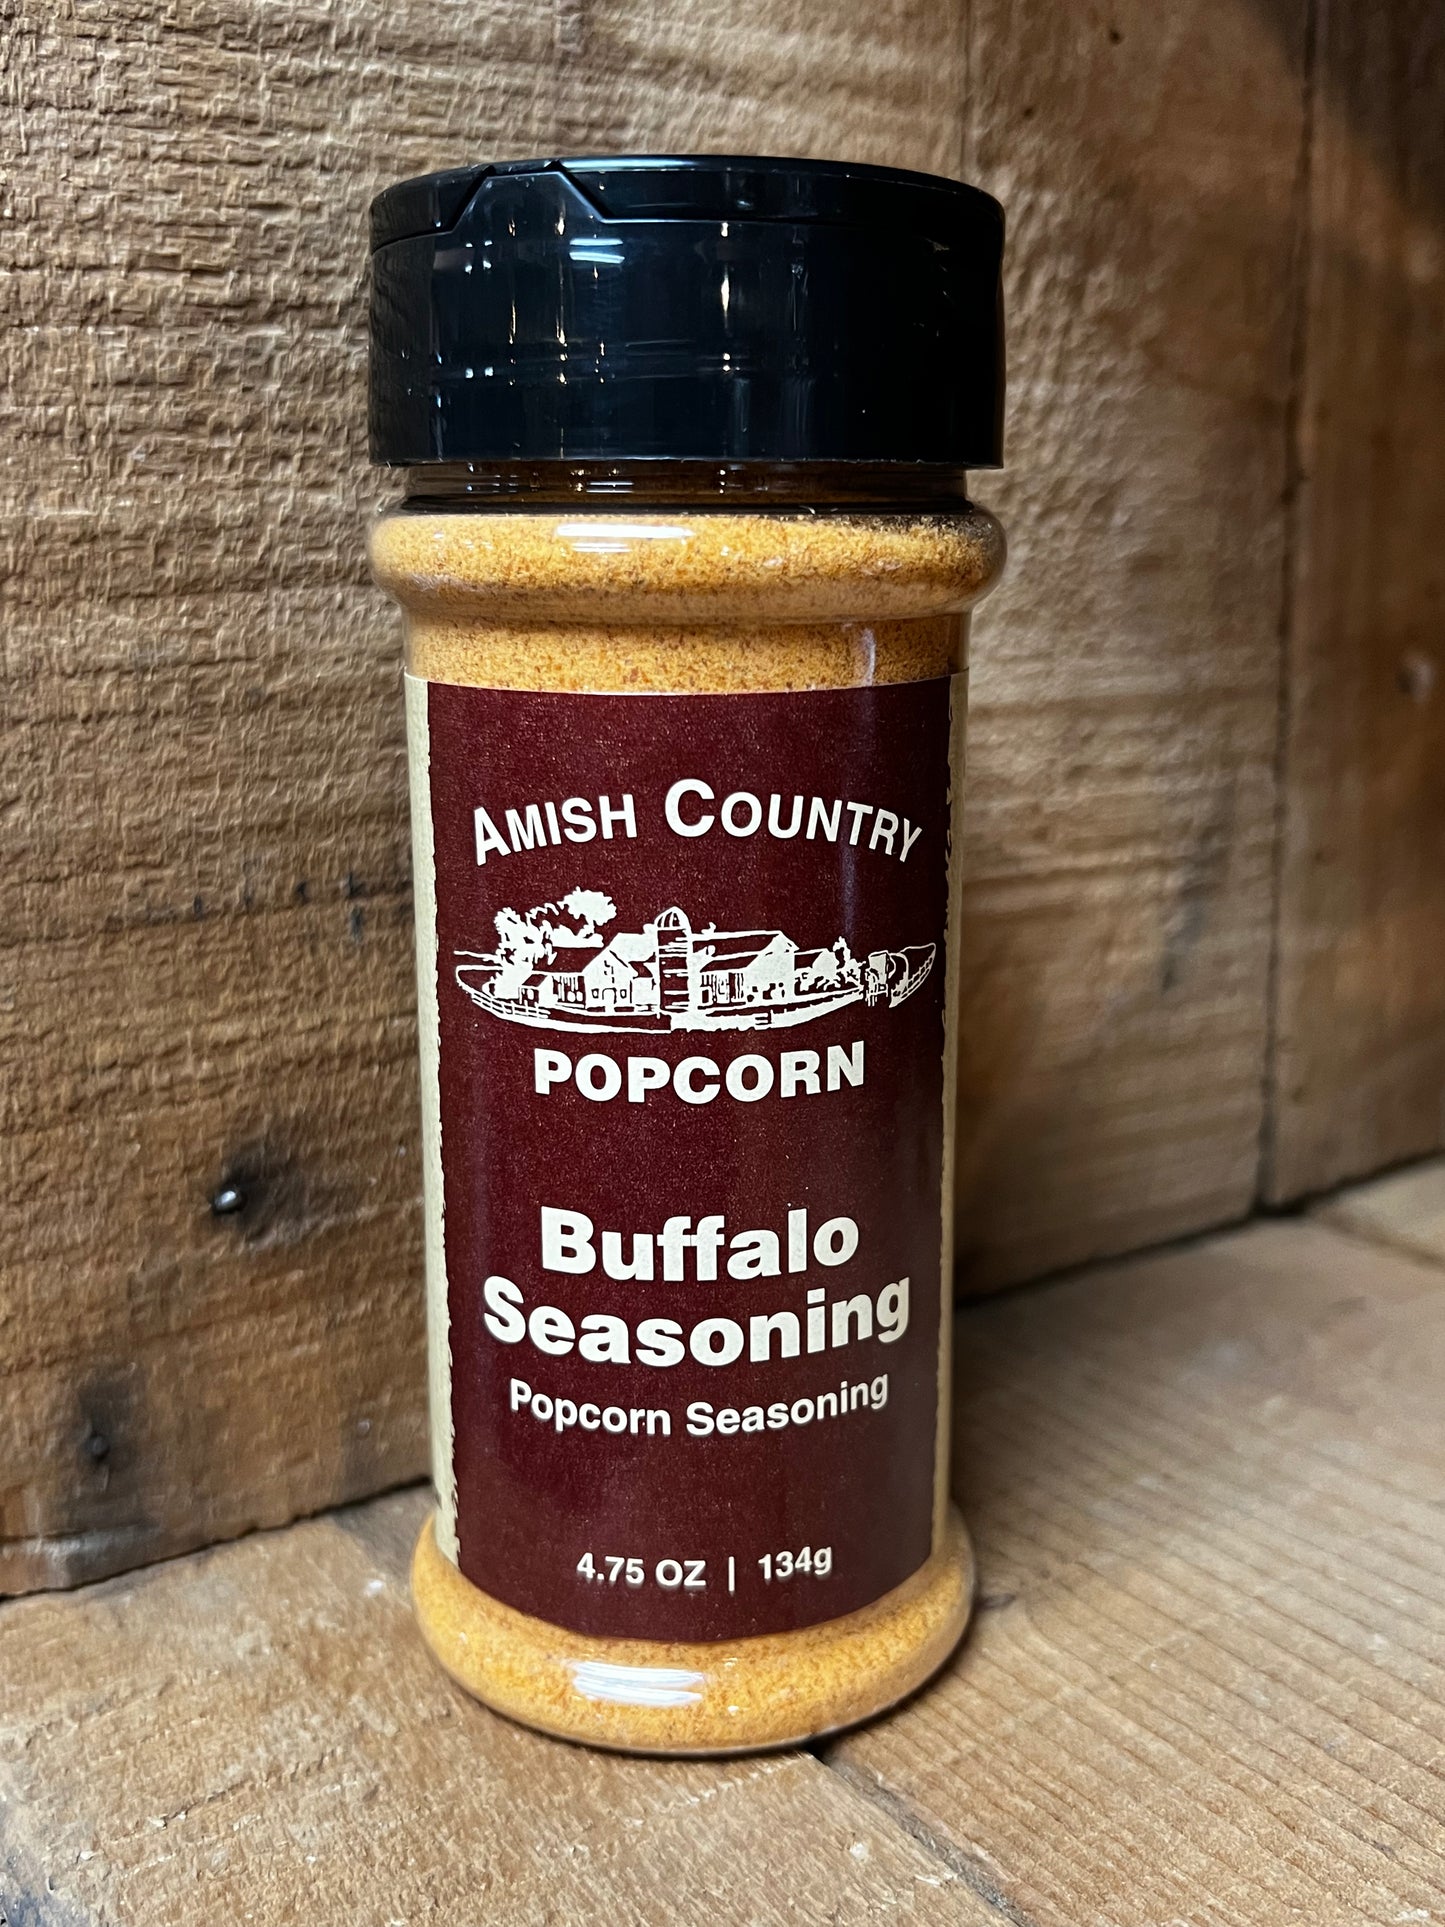 AMISH COUNTRY
POPCORN
Buffalo
Seasoning
Popcorn Seasoning
4.75 OZ | 134g